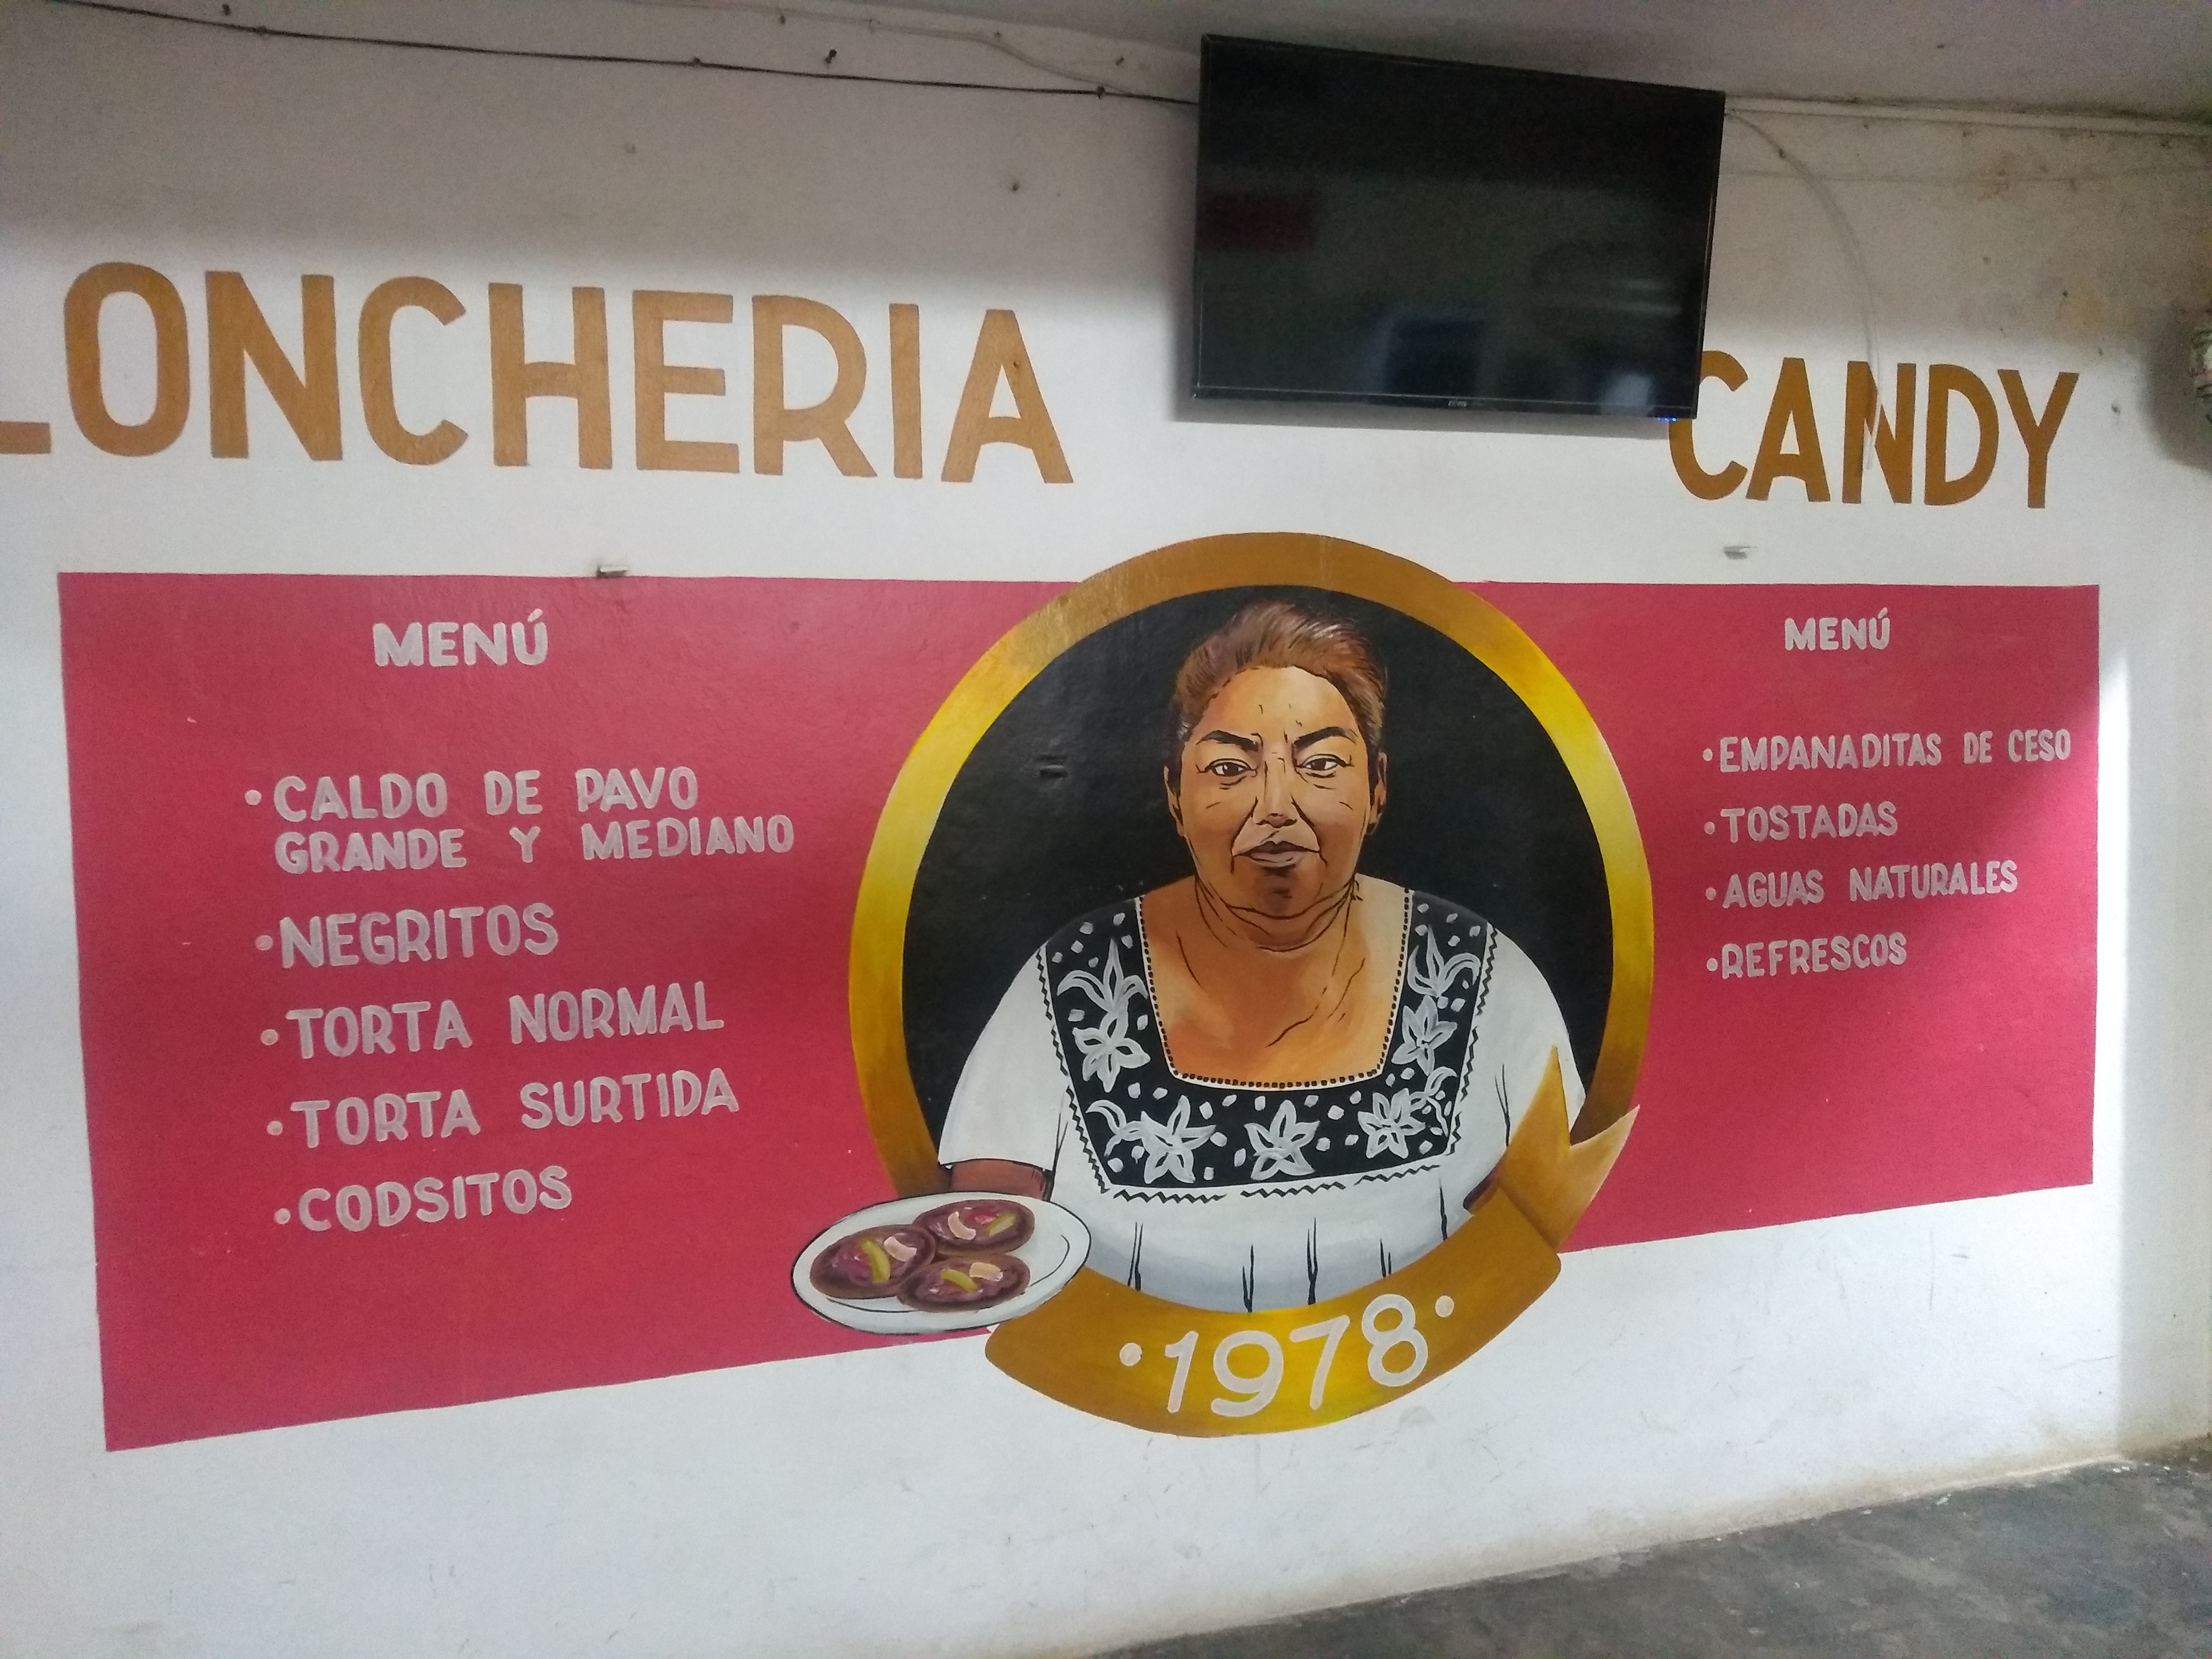 LONCHERIA CANDY
MENÚ
•CALDO DE PAVO
GRANDE Y MEDIANO
•NEGRITOS
•TORTA NORMAL
•TORTA SURTIDA
•CODSITOS
•1978•
MENÚ
•EMPANADITAS DE CESO
•TOSTADAS
•AGUAS NATURALES
•REFRESCOS